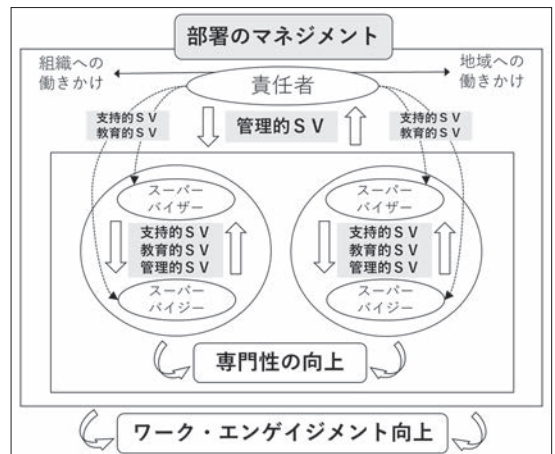 部署のマネジメント
組織への
働きかけ
地域への
働きかけ
責任者
支持的ＳＶ
教育的ＳＶ
管理的ＳＶ
支持的ＳＶ
教育的ＳＶ
スーパー
バイザー
支持的ＳＶ
教育的ＳＶ
管理的ＳＶ
スーパー
バイジー
スーパー
バイザー
支持的ＳＶ
教育的ＳＶ
管理的ＳＶ
スーパー
バイジー
専門性の向上
ワーク・エンゲイジメント向上